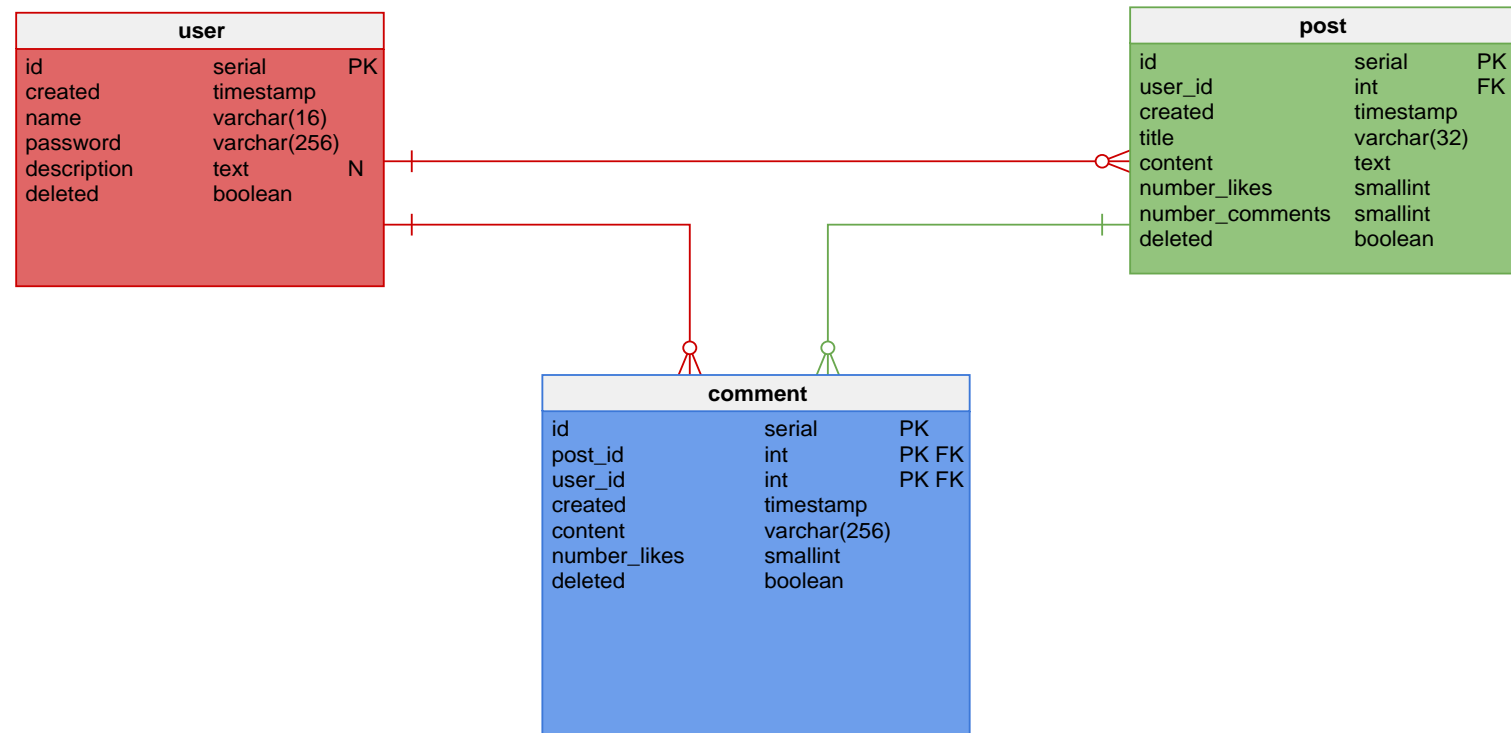 user
id serial PK
created timestamp
name varchar(16)
password varchar(256)
description text N
deleted boolean
post
id serial PK
user_id int FK
created timestamp
title varchar(32)
content text
number_likes smallint
number_comments smallint
deleted boolean
comment
id serial PK
post_id int PK FK
user_id int PK FK
created timestamp
content varchar(256)
number_likes smallint
deleted boolean